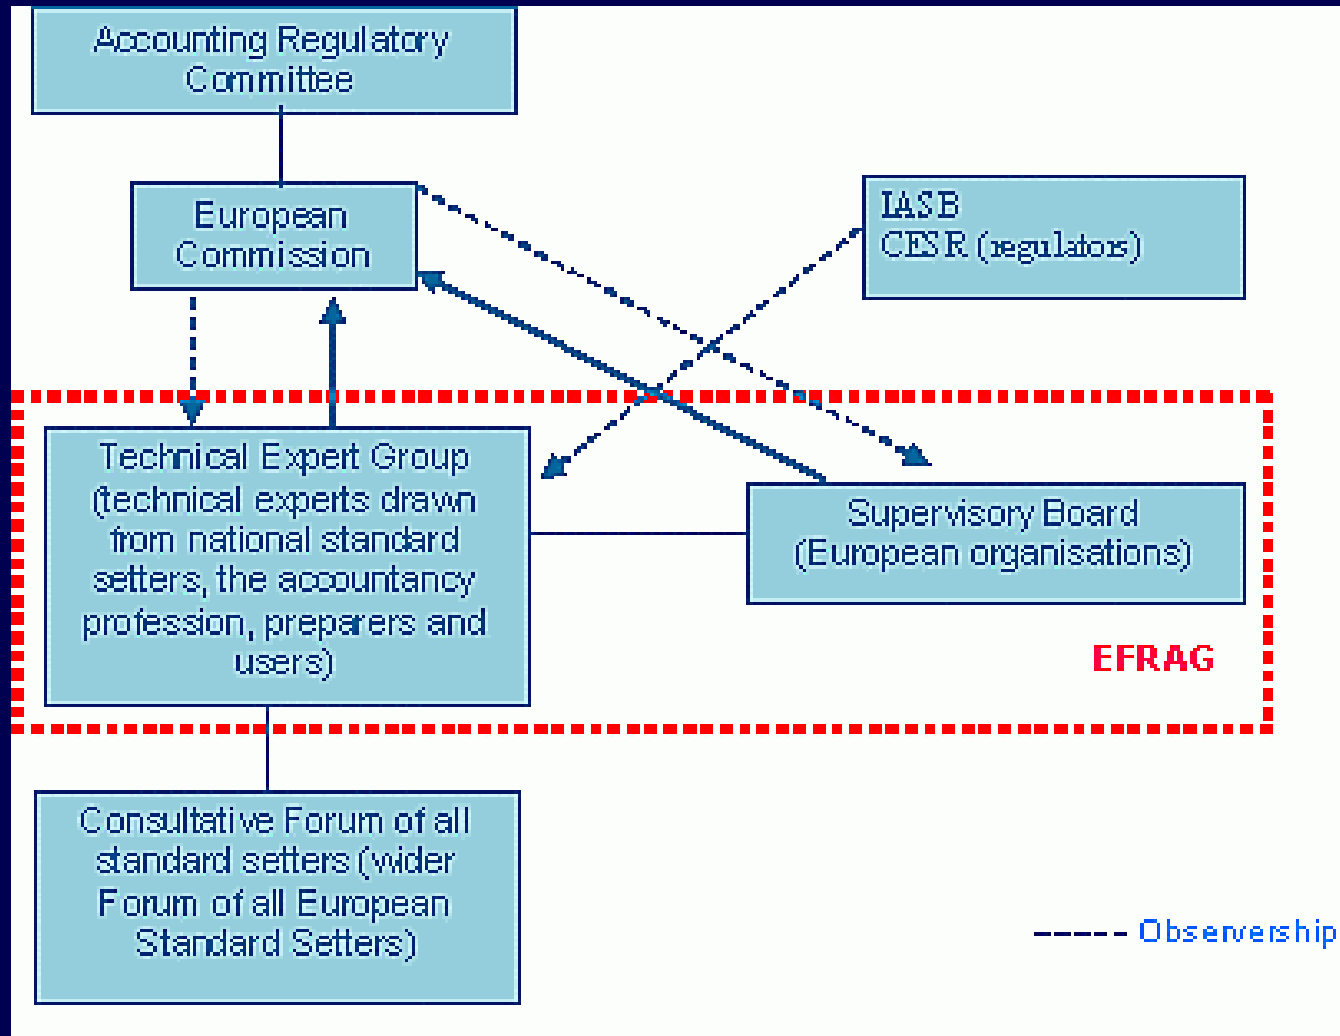 Accounting Regulatory
Committee
European
Commission
IASB
CESR (regulators)
Technical Expert Group
(technical experts drawn
from national standard
setters, the accountancy
profession, preparers and
users)
Supervisory Board
(European organisations)
EFRAG
Consultative Forum of all
standard setters (wider
Forum of all European
Standard Setters)
Observership